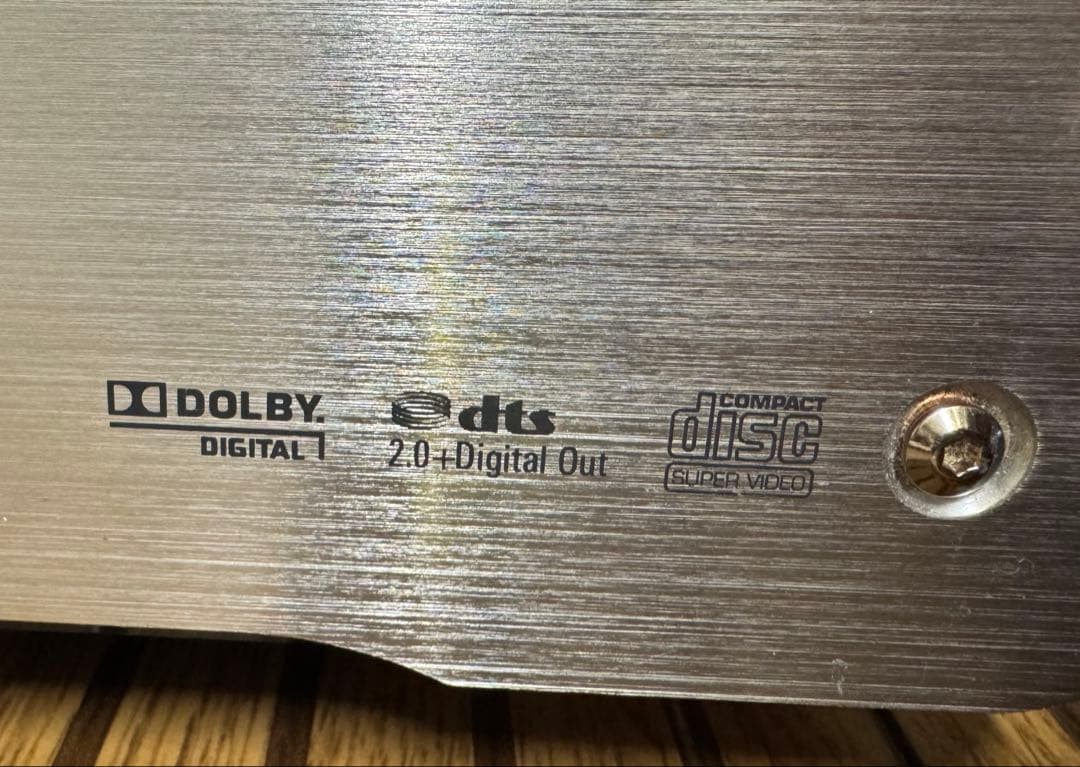 DOLBY.
DIGITAL
dts
2.0+Digital Out
COMPACT
disc
SUPER VIDEO